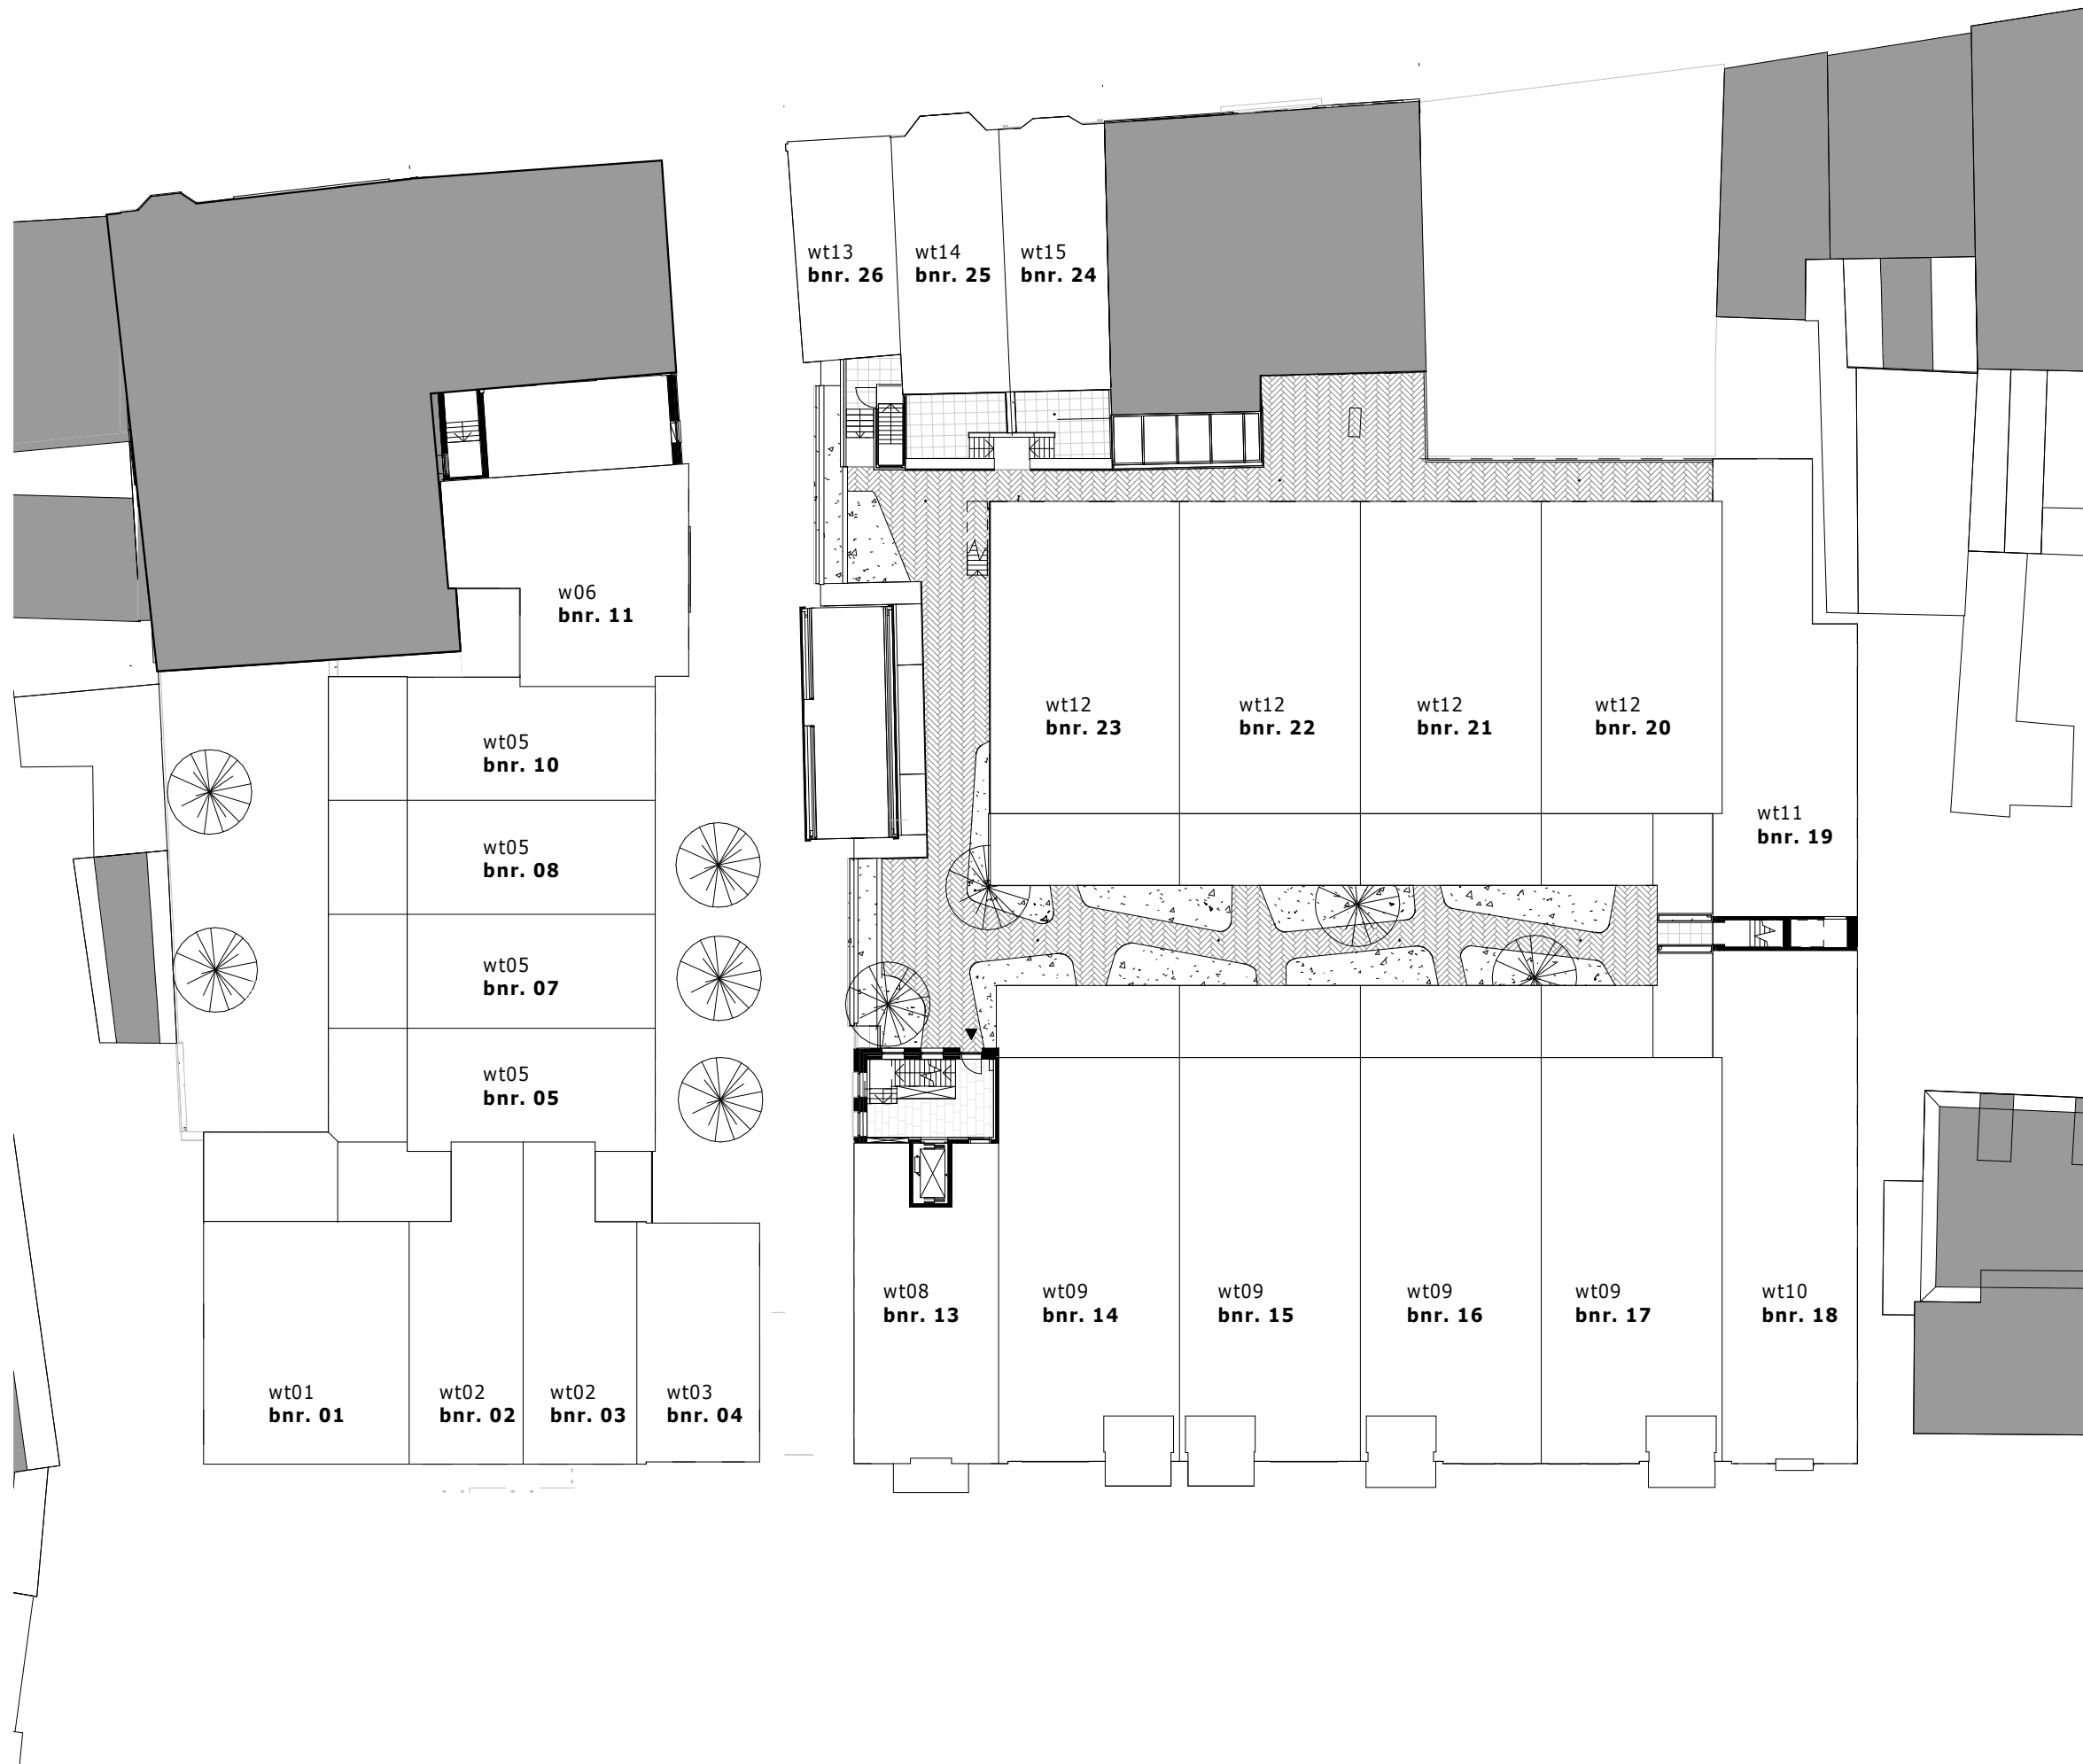 wt13
bnr. 26
wt14
bnr. 25
wt15
bnr. 24
w06
bnr. 11
wt05
bnr. 10
wt05
bnr. 08
wt05
bnr. 07
wt05
bnr. 05
wt01
bnr. 01
wt02
bnr. 02
wt02
bnr. 03
wt03
bnr. 04
wt12
bnr. 23
wt12
bnr. 22
wt12
bnr. 21
wt12
bnr. 20
wt11
bnr. 19
wt08
bnr. 13
wt09
bnr. 14
wt09
bnr. 15
wt09
bnr. 16
wt09
bnr. 17
wt10
bnr. 18